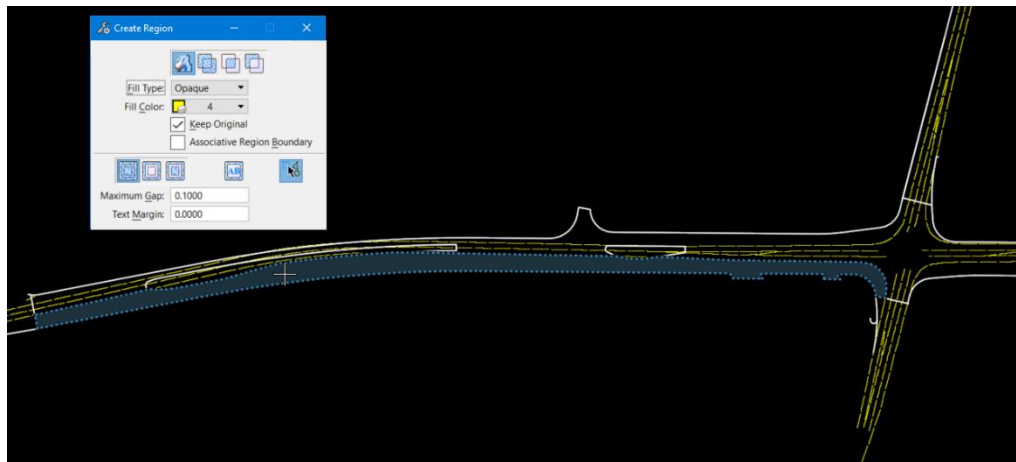 Create Region
Fill Type: Opaque
Fill Color: 4
Keep Original
Associative Region Boundary
AB
Maximum Gap: 0.1000
Text Margin: 0.0000